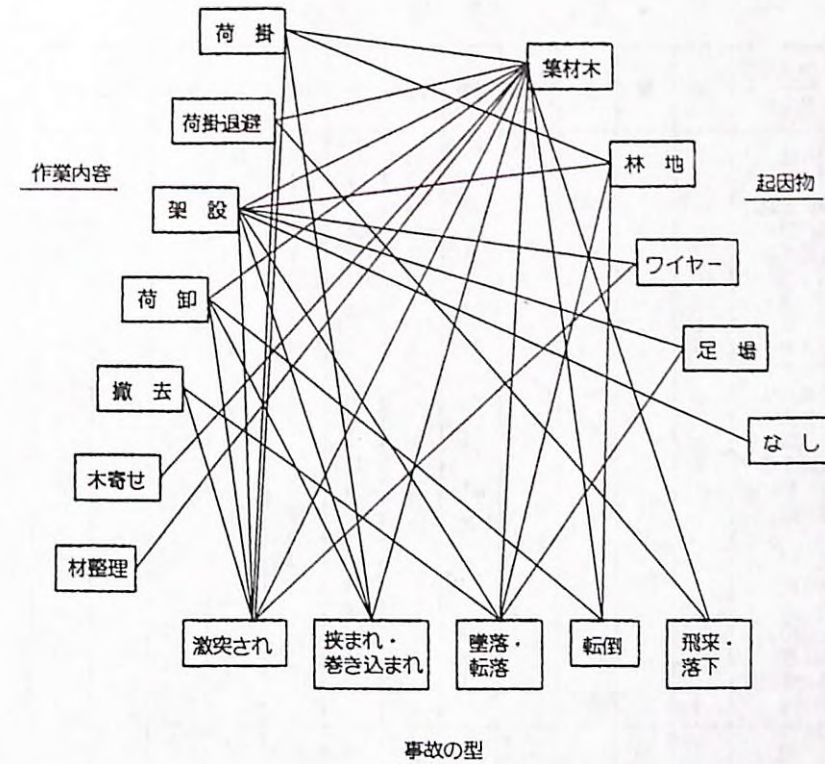 荷掛
集材木
荷掛退避
林地
作業内容
起因物
架設
ワイヤー
荷卸
足場
撤去
なし
木寄せ
材整理
激突され
挟まれ・
巻き込まれ
墜落・
転落
転倒
飛来・
落下
事故の型